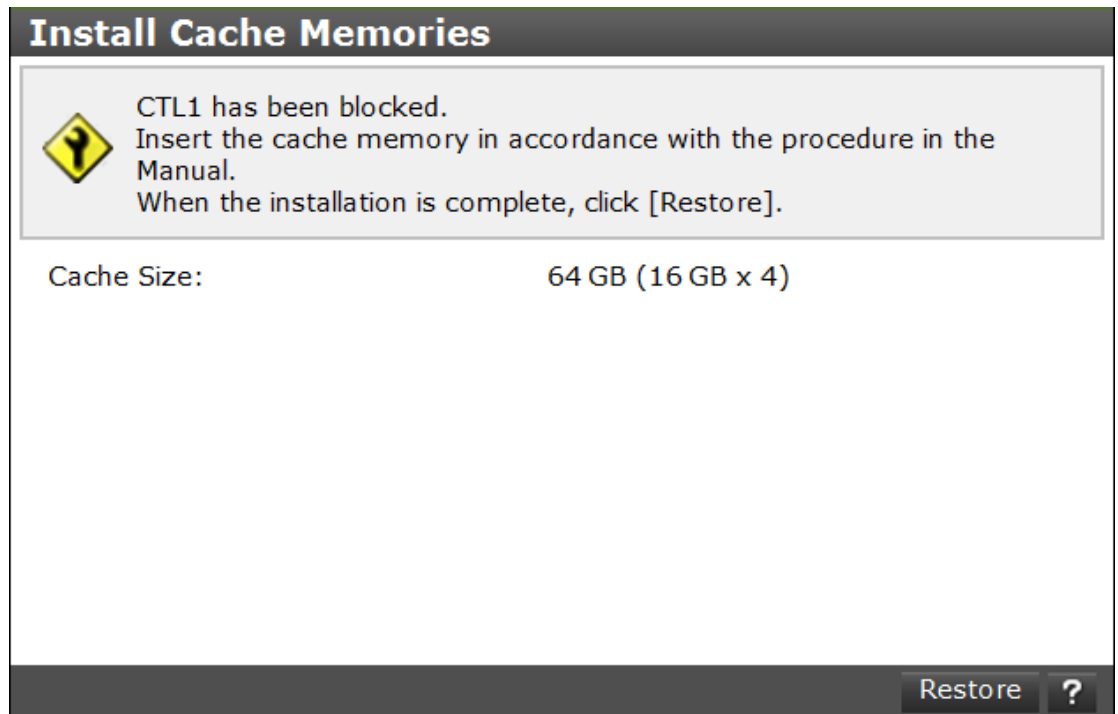 Install Cache Memories
CTL1 has been blocked.
Insert the cache memory in accordance with the procedure in the
Manual.
When the installation is complete, click [Restore].
Cache Size: 64 GB (16 GB x 4)
Restore ?